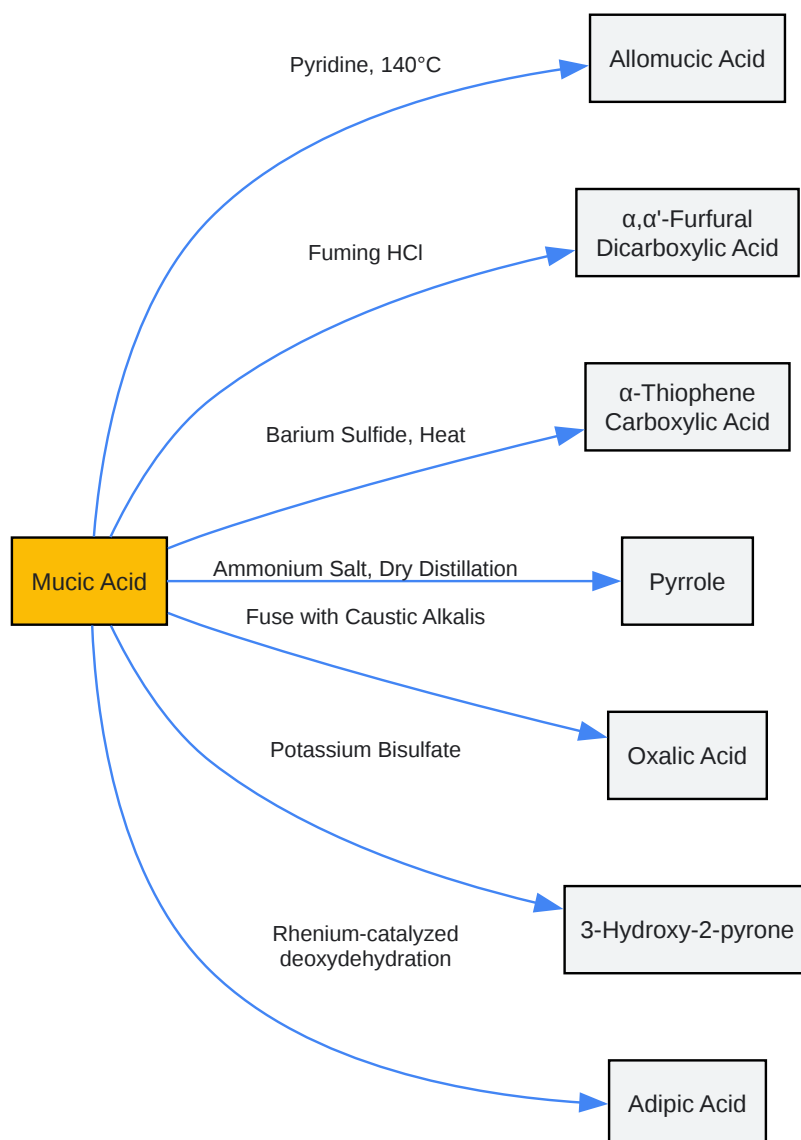 Pyridine, 140°C
Allomucic Acid
Fuming HCl
α,α'-Furfural
Dicarboxylic Acid
Barium Sulfide, Heat
α-Thiophene
Carboxylic Acid
Mucic Acid
Ammonium Salt, Dry Distillation
Pyrrole
Fuse with Caustic Alkalis
Oxalic Acid
Potassium Bisulfate
3-Hydroxy-2-pyrone
Rhenium-catalyzed
deoxydehydration
Adipic Acid